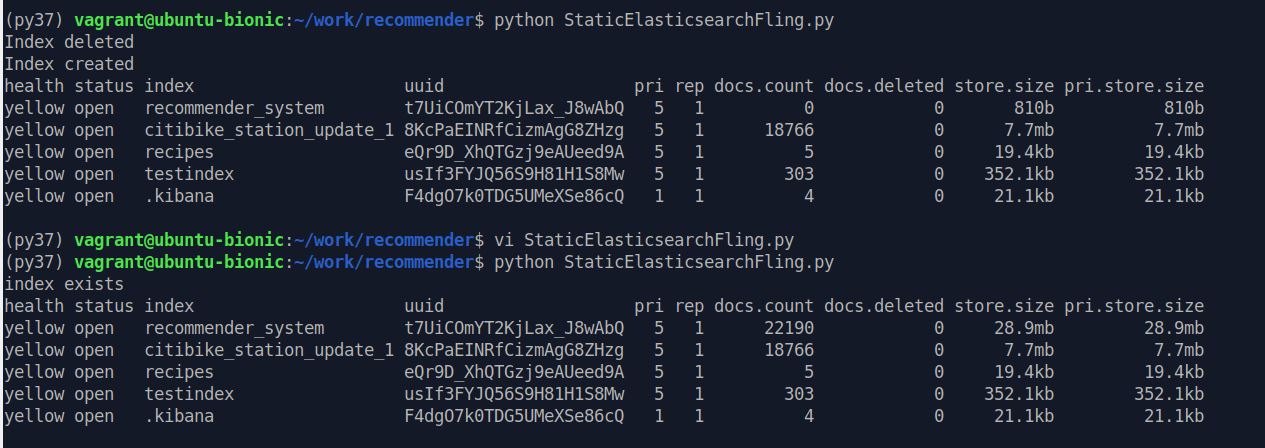 (py37) vagrant@ubuntu-bionic:~/work/recommender$ python StaticElasticsearchFling.py
Index deleted
Index created
health status index                     uuid                   pri rep docs.count docs.deleted store.size pri.store.size
yellow open   recommender_system        t7UiCOmYT2KjLax_J8wAbQ   5   1          0            0       810b           810b
yellow open   citibike_station_update_1 8KcPaEINRfCizmAgG8ZHzg   5   1      18766            0      7.7mb          7.7mb
yellow open   recipes                   eQr9D_XhQTGzj9eAUeed9A   5   1          5            0     19.4kb         19.4kb
yellow open   testindex                 usIf3FYJQ56S9H81H1S8Mw   5   1        303            0    352.1kb        352.1kb
yellow open   .kibana                   F4dgO7k0TDG5UMeXSe86cQ   1   1          4            0     21.1kb         21.1kb
(py37) vagrant@ubuntu-bionic:~/work/recommender$ vi StaticElasticsearchFling.py
(py37) vagrant@ubuntu-bionic:~/work/recommender$ python StaticElasticsearchFling.py
index exists
health status index                     uuid                   pri rep docs.count docs.deleted store.size pri.store.size
yellow open   recommender_system        t7UiCOmYT2KjLax_J8wAbQ   5   1      22190            0     28.9mb         28.9mb
yellow open   citibike_station_update_1 8KcPaEINRfCizmAgG8ZHzg   5   1      18766            0      7.7mb          7.7mb
yellow open   recipes                   eQr9D_XhQTGzj9eAUeed9A   5   1          5            0     19.4kb         19.4kb
yellow open   testindex                 usIf3FYJQ56S9H81H1S8Mw   5   1        303            0    352.1kb        352.1kb
yellow open   .kibana                   F4dgO7k0TDG5UMeXSe86cQ   1   1          4            0     21.1kb         21.1kb